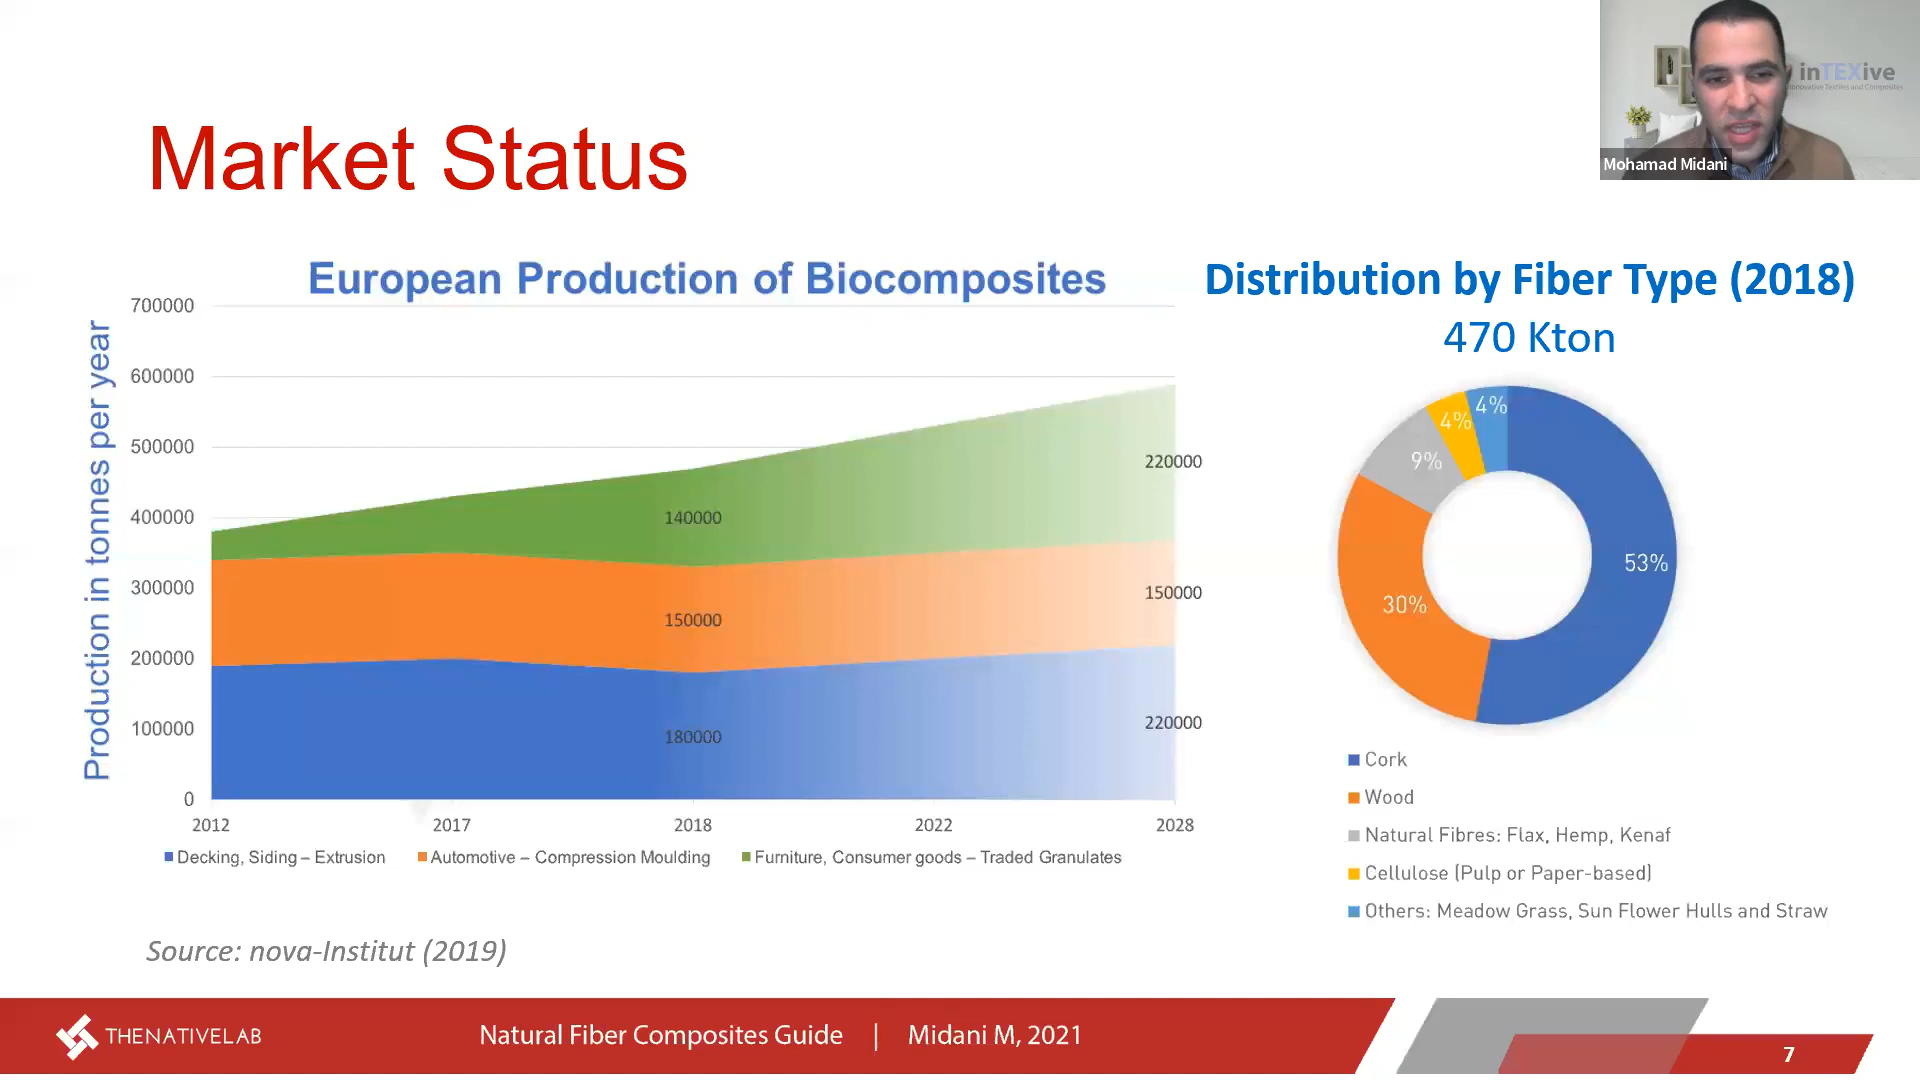 inTEXive
Innovative Textiles and Composites
Mohamad Midani
Market Status
European Production of Biocomposites
Production in tonnes per year
700000
600000
500000
400000
300000
200000
100000
0
220000
140000
150000
150000
180000
220000
2012
2017
2018
2022
2028
Decking, Siding – Extrusion
Automotive – Compression Moulding
Furniture, Consumer goods – Traded Granulates
Distribution by Fiber Type (2018)
470 Kton
4%
4%
9%
53%
30%
Cork
Wood
Natural Fibres: Flax, Hemp, Kenaf
Cellulose (Pulp or Paper-based)
Others: Meadow Grass, Sun Flower Hulls and Straw
Source: nova-Institut (2019)
THENATIVELAB
Natural Fiber Composites Guide | Midani M, 2021
7